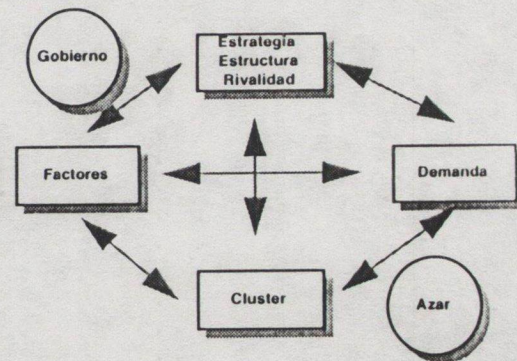 Gobierno
Estrategia
Estructura
Rivalidad
Factores
Demanda
Cluster
Azar